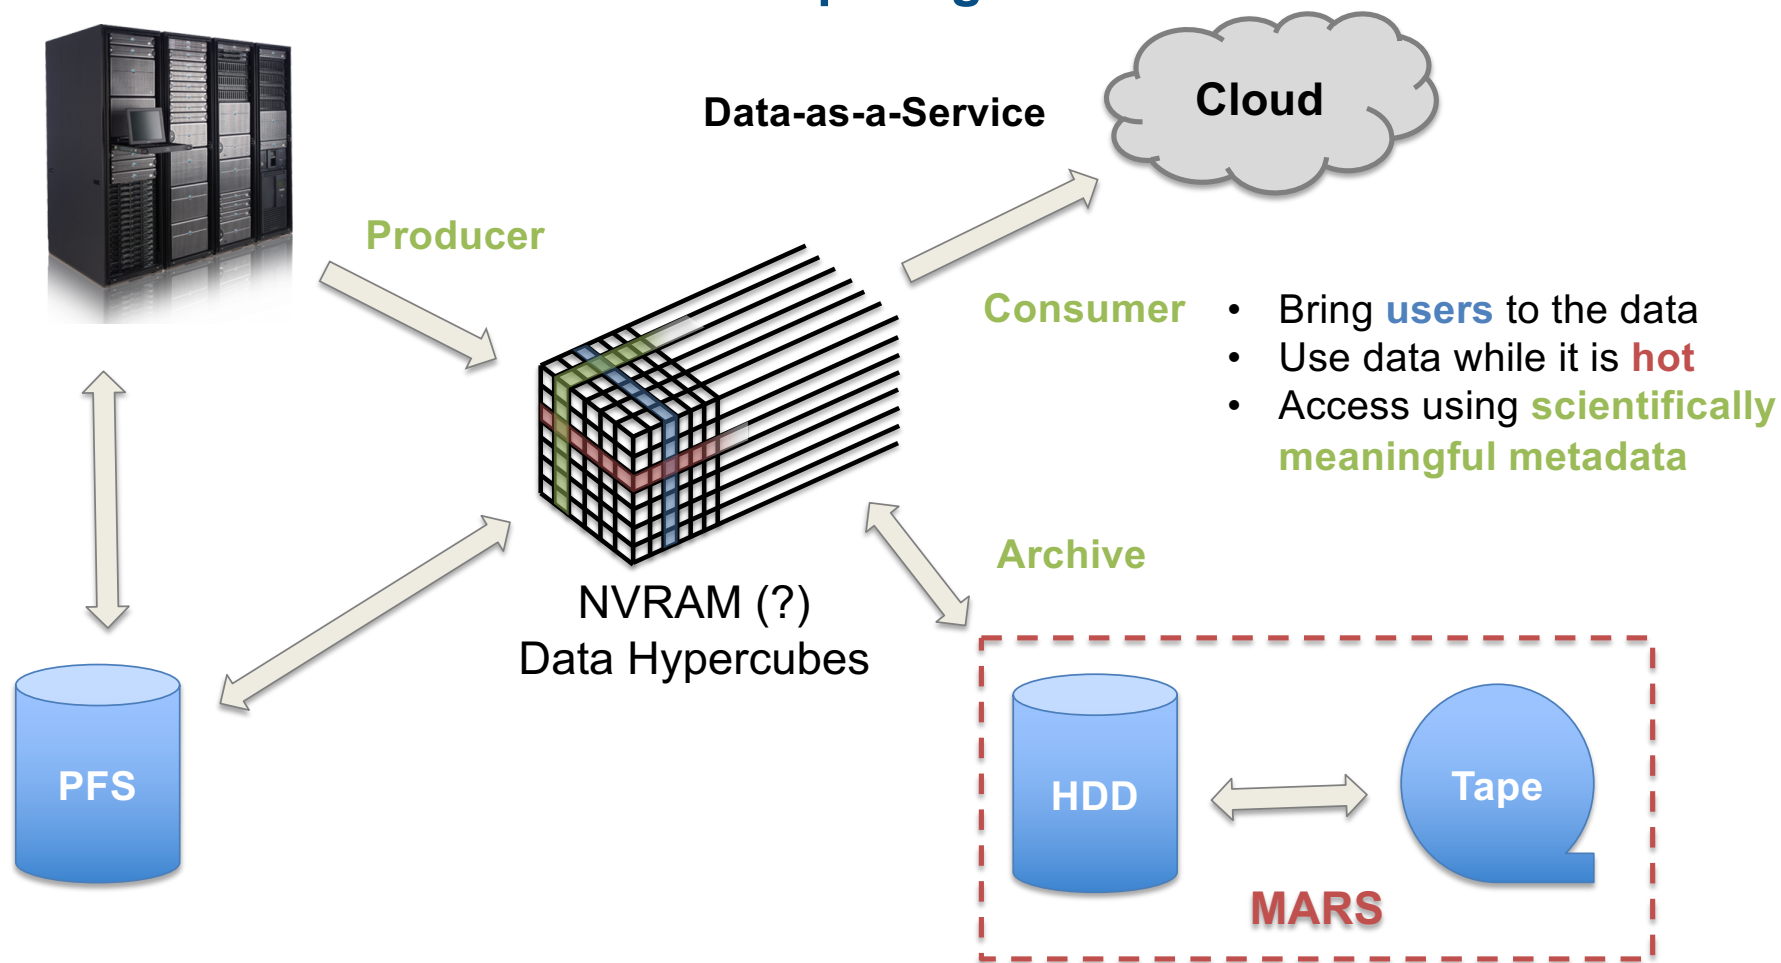 Data-as-a-Service
Cloud
Producer
Consumer
• Bring users to the data
• Use data while it is hot
• Access using scientifically
meaningful metadata
Archive
NVRAM (?)
Data Hypercubes
PFS
HDD
Tape
MARS